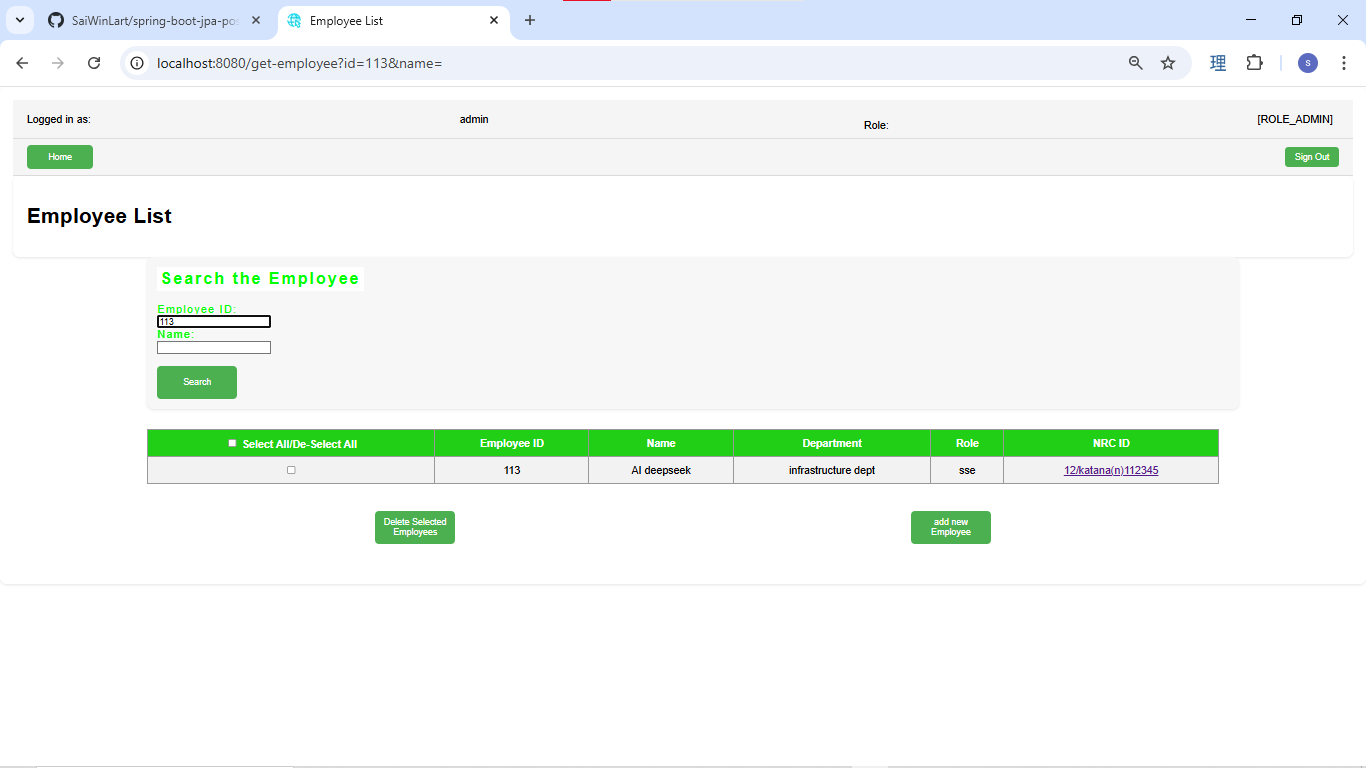 SaiWinLart/spring-boot-jpa-pos
Employee List
localhost:8080/get-employee?id=113&name=
S
Logged in as: admin Role: [ROLE_ADMIN]
Home Sign Out
Employee List
Search the Employee
Employee ID:
113
Name:
Search
Select All/De-Select All Employee ID Name Department Role NRC ID
113 AI deepseek infrastructure dept sse 12/katana(n)112345
Delete Selected
Employees
add new
Employee